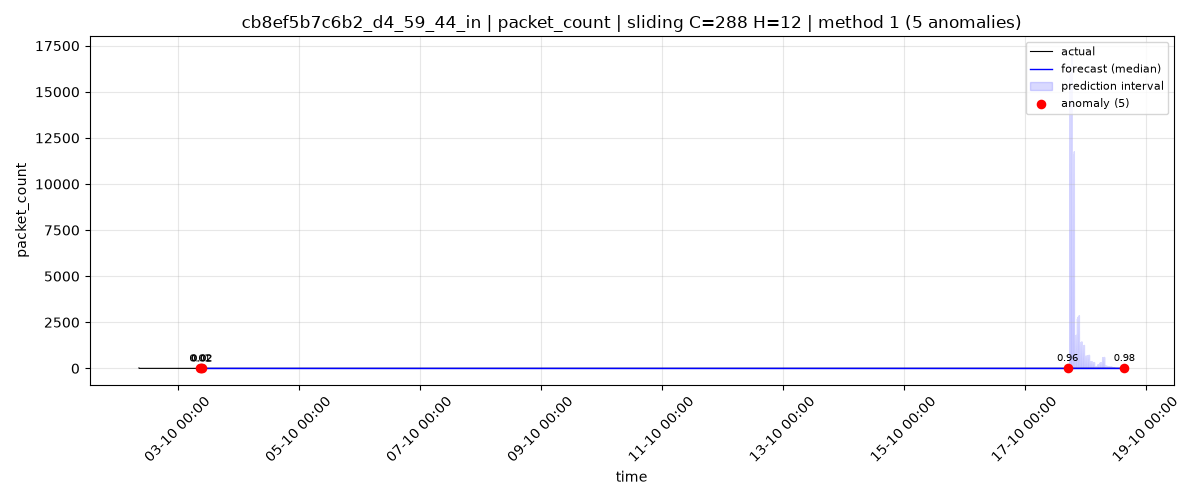 cb8ef5b7c6b2_d4_59_44_in | packet_count | sliding C=288 H=12 | method 1 (5 anomalies)
actual
forecast (median)
prediction interval
anomaly (5)
17500
15000
12500
10000
7500
5000
2500
0
packet_count
0.02
0.96
0.98
03-10 00:00
05-10 00:00
07-10 00:00
09-10 00:00
11-10 00:00
13-10 00:00
15-10 00:00
17-10 00:00
19-10 00:00
time